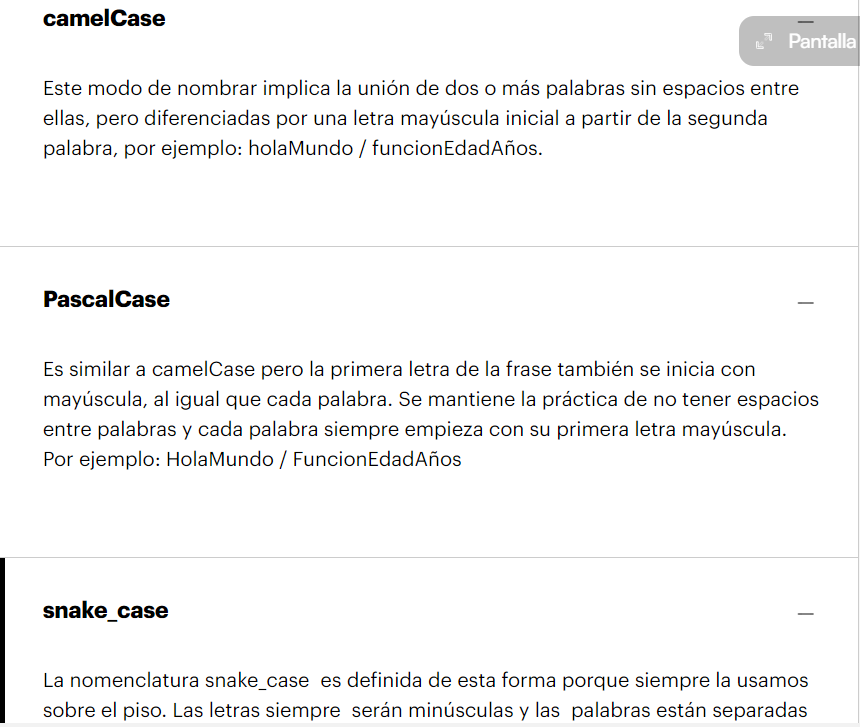 camelCase
Pantalla
Este modo de nombrar implica la unión de dos o más palabras sin espacios entre
ellas, pero diferenciadas por una letra mayúscula inicial a partir de la segunda
palabra, por ejemplo: holaMundo / funcionEdadAños.
PascalCase
Es similar a camelCase pero la primera letra de la frase también se inicia con
mayúscula, al igual que cada palabra. Se mantiene la práctica de no tener espacios
entre palabras y cada palabra siempre empieza con su primera letra mayúscula.
Por ejemplo: HolaMundo / FuncionEdadAños
snake_case
La nomenclatura snake_case  es definida de esta forma porque siempre la usamos
sobre el piso. Las letras siempre  serán minúsculas y las  palabras están separadas